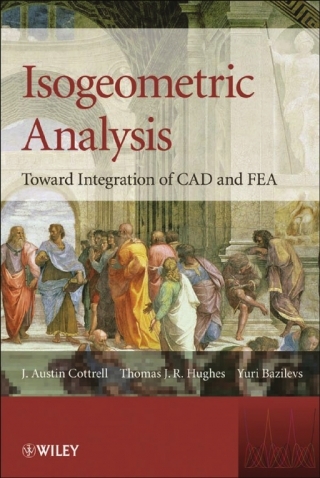 Isogeometric
Analysis
Toward Integration of CAD and FEA
J. Austin Cottrell Thomas J. R. Hughes Yuri Bazilevs
WILEY